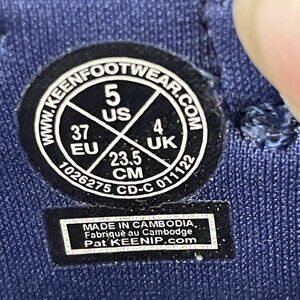 WWW.KEENFOOTWEAR.COM
5
US
37
EU
4
UK
23.5
CM
1026275 CD-C 011122
MADE IN CAMBODIA
Fabriqué au Cambodge
Pat KEENIP.com